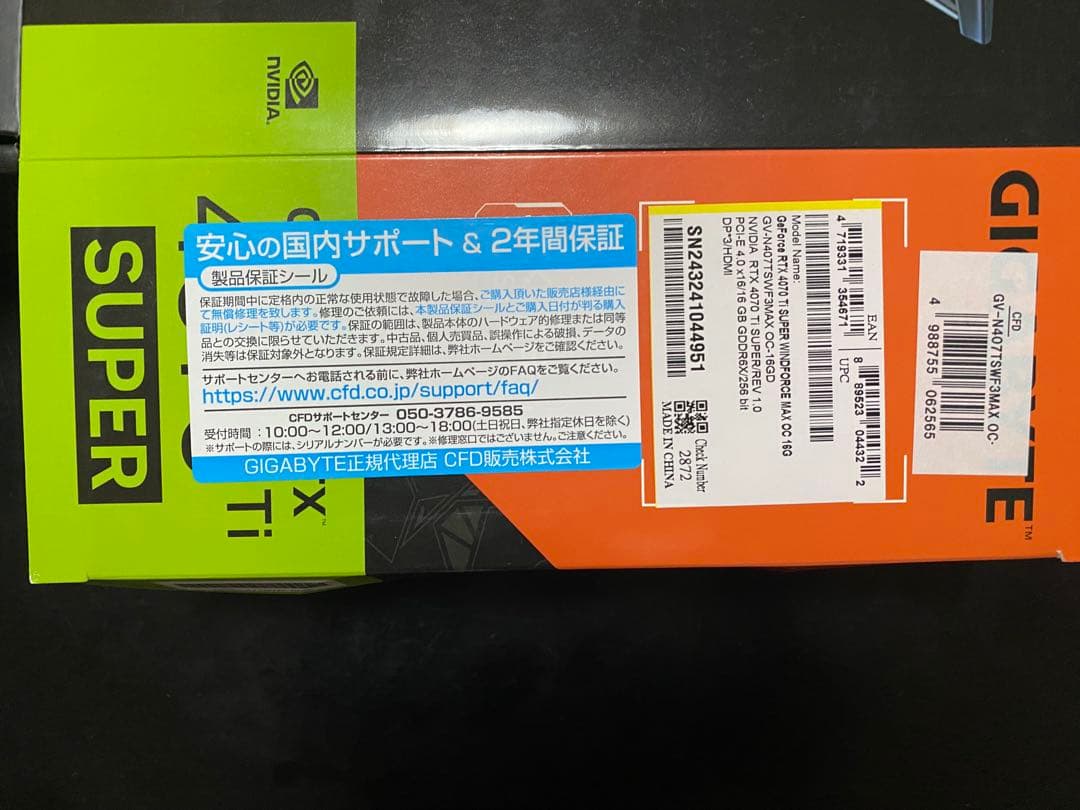 NVIDIA.
SUPER
Ti
安心の国内サポート & 2年間保証
製品保証シール
保証期間中に定格内の正常な使用状態で故障した場合、ご購入頂いた販売店様経由に
て無償修理を致します。修理のご依頼には、本製品保証シールとご購入日付が判る購入
証明(レシート等)が必要です。保証の範囲は、製品本体のハードウェア的修理または同等
品との交換に限らせていただきます。中古品、個人売買品、誤操作による破損、データの
消失等は保証対象外となります。保証規定詳細は、弊社ホームページをご確認ください。
サポートセンターへお電話される前に、弊社ホームページのFAQをご覧ください。
https://www.cfd.co.jp/support/faq/
CFDサポートセンター 050-3786-9585
受付時間:10:00~12:00/13:00~18:00(土日祝日、弊社指定休日を除く)
※サポートの際には、シリアルナンバーが必要です。※修理窓口ではございません。ご注意ください。
GIGABYTE正規代理店 CFD販売株式会社
EAN
4 719331 354671
UPC
8 89523 04432 2
Model Name:
GeForce RTX 4070 Ti SUPER WINDFORCE MAX OC 16G
GV-N407TSWF3MAX OC-16GD
NVIDIA RTX 4070 Ti SUPER/REV 1.0
PCI-E 4.0 x16/16 GB GDDR6X/256 bit
DP*3/HDMI
SN243241044951
Check Number
2872
MADE IN CHINA
CFD
GV-N407TSWF3MAX OC-
4 988755 062565